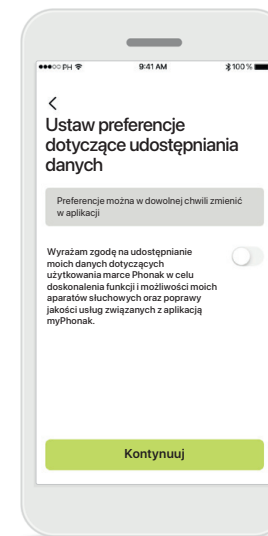 PH 9:41 AM 100 %
Ustaw preferencje
dotyczące udostępniania
danych
Preferencje można w dowolnej chwili zmienić
w aplikacji
Wyrażam zgodę na udostępnianie
moich danych dotyczących
użytkowania marce Phonak w celu
doskonalenia funkcji i możliwości moich
aparatów słuchowych oraz poprawy
jakości usług związanych z aplikacją
myPhonak.
Kontynuuj